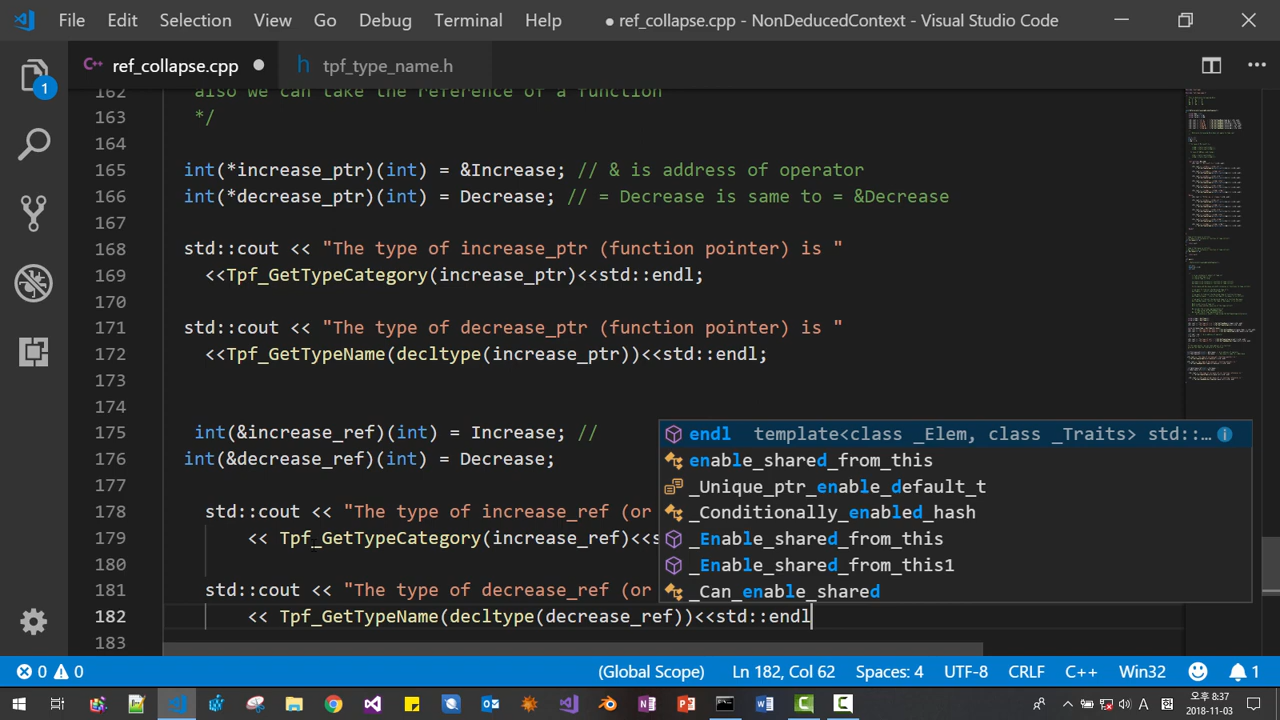 File Edit Selection View Go Debug Terminal Help ● ref_collapse.cpp - NonDeducedContext - Visual Studio Code
ref_collapse.cpp ● tpf_type_name.h
1
162 also we can take the reference of a function
163 */
164
165 int(*increase_ptr)(int) = &Increase; // & is address of operator
166 int(*decrease_ptr)(int) = Decrease; // = Decrease is same to = &Decrease
167
168 std::cout << "The type of increase_ptr (function pointer) is "
169 <<Tpf_GetTypeCategory(increase_ptr)<<std::endl;
170
171 std::cout << "The type of decrease_ptr (function pointer) is "
172 <<Tpf_GetTypeName(decltype(increase_ptr))<<std::endl;
173
174
175 int(&increase_ref)(int) = Increase; //
176 int(&decrease_ref)(int) = Decrease;
177
178 std::cout << "The type of increase_ref (or
179 << Tpf_GetTypeCategory(increase_ref)<<s
180
181 std::cout << "The type of decrease_ref (or
182 << Tpf_GetTypeName(decltype(decrease_ref))<<std::endl
183
endl template<class _Elem, class _Traits> std::...
enable_shared_from_this
_Unique_ptr_enable_default_t
_Conditionally_enabled_hash
_Enable_shared_from_this
_Enable_shared_from_this1
_Can_enable_shared
0 0 (Global Scope) Ln 182, Col 62 Spaces: 4 UTF-8 CRLF C++ Win32 1
A 오후 8:37
2018-11-03